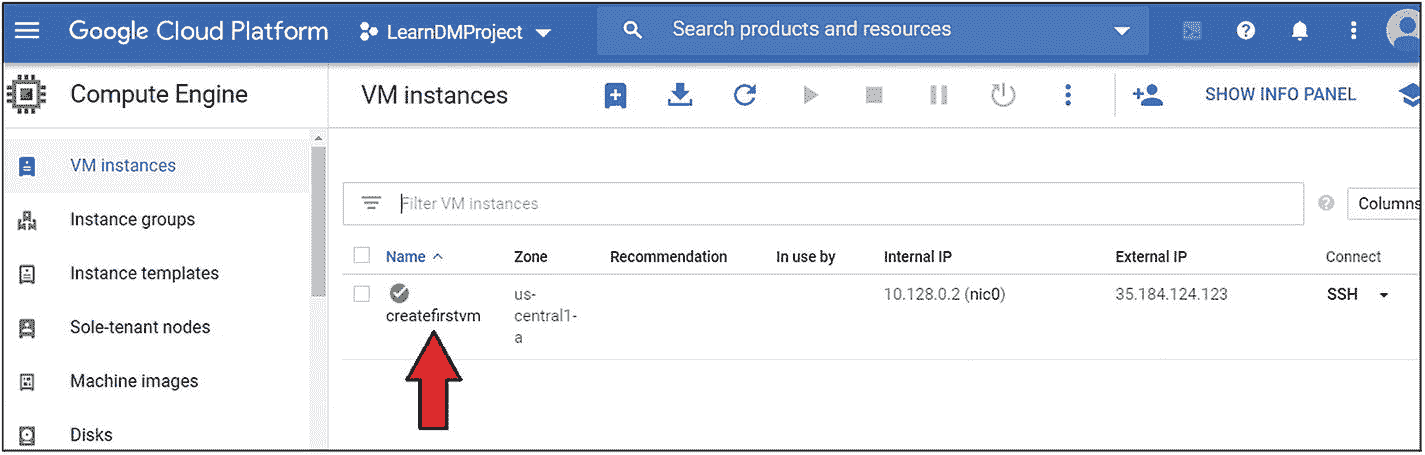 Google Cloud Platform LearnDMProject Search products and resources
Compute Engine VM instances SHOW INFO PANEL
VM instances
Filter VM instances Columns
Instance groups
Name Zone Recommendation In use by Internal IP External IP Connect
Instance templates
us-central1-a 10.128.0.2 (nic0) 35.184.124.123 SSH
createfirstvm
Sole-tenant nodes
Machine images
Disks